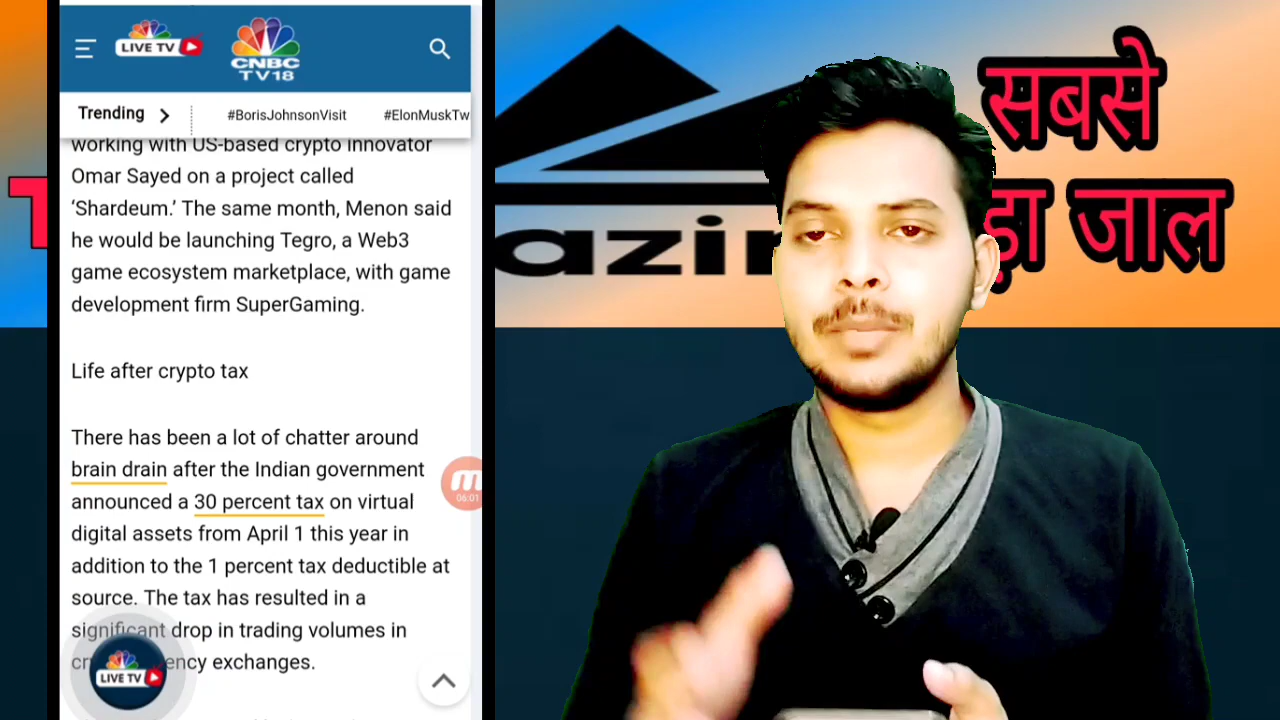 LIVE TV
CNBC
TV18
Trending
#BorisJohnsonVisit
#ElonMuskTw
working with US-based crypto innovator
Omar Sayed on a project called
‘Shardeum.’ The same month, Menon said
he would be launching Tegro, a Web3
game ecosystem marketplace, with game
development firm SuperGaming.
Life after crypto tax
There has been a lot of chatter around
brain drain after the Indian government
announced a 30 percent tax on virtual
digital assets from April 1 this year in
addition to the 1 percent tax deductible at
source. The tax has resulted in a
significant drop in trading volumes in
exchanges.
06:01
LIVE TV
सबसे
जाल